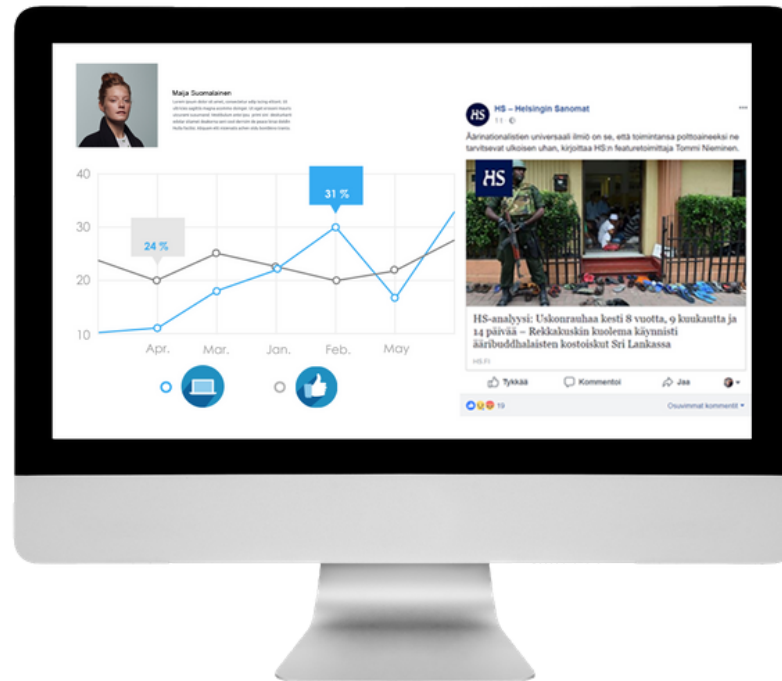 Maija Suomalainen
40
30
20
10
24 %
31 %
Apr.
Mar.
Jan.
Feb.
May
HS
HS – Helsingin Sanomat
Äärinationalistien universaali ilmiö on se, että toimintansa polttoaineeksi ne
tarvitsevat ulkoisen uhan, kirjoittaa HS:n featuretoimittaja Tommi Nieminen.
HS
HS-analyysi: Uskonrauhaa kesti 8 vuotta, 9 kuukautta ja
14 päivää – Rekkakuskin kuolema käynnisti
ääribuddhalaisten kostoiskut Sri Lankassa
HS.FI
Tykkää
Kommentoi
Jaa
19
Osuvimmat kommentit